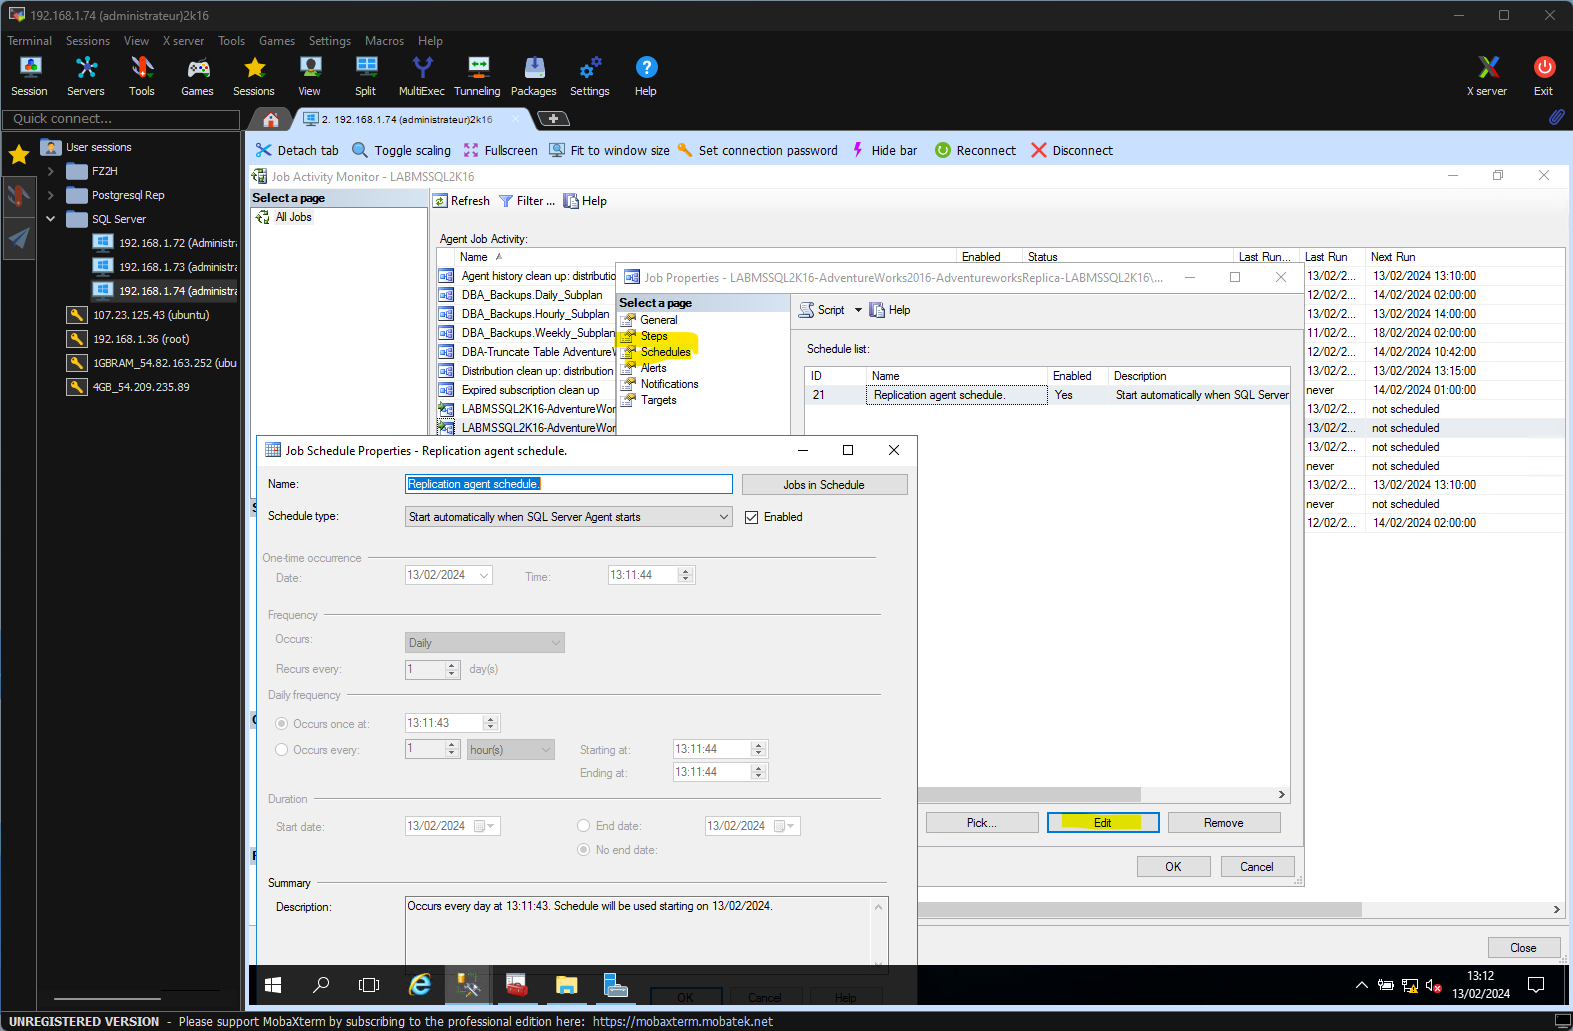 192.168.1.74 (administrateur)2k16
Terminal Sessions View X server Tools Games Settings Macros Help
Session Servers Tools Games Sessions View Split MultiExec Tunneling Packages Settings Help X server Exit
Quick connect...
2. 192.168.1.74 (administrateur)2k16
Detach tab Toggle scaling Fullscreen Fit to window size Set connection password Hide bar Reconnect Disconnect
User sessions
FZ2H
Postgresql Rep
SQL Server
192.168.1.72 (Administra
192.168.1.73 (administra
192.168.1.74 (administra
107.23.125.43 (ubuntu)
192.168.1.36 (root)
1GBRAM_54.82.163.252 (ubu
4GB_54.209.235.89
Job Activity Monitor - LABMSSQL2K16
Select a page
All Jobs
Refresh Filter ... Help
Agent Job Activity:
Name Enabled Status Last Run... Last Run Next Run
Agent history clean up: distributio 13/02/2... 13/02/2024 13:10:00
DBA_Backups.Daily_Subplan 12/02/2... 14/02/2024 02:00:00
DBA_Backups.Hourly_Subplan 13/02/2... 13/02/2024 14:00:00
DBA_Backups.Weekly_Subplan 11/02/2... 18/02/2024 02:00:00
DBA-Truncate Table AdventureW 12/02/2... 14/02/2024 10:42:00
Distribution clean up: distribution 13/02/2... 13/02/2024 13:15:00
Expired subscription clean up never 14/02/2024 01:00:00
LABMSSQL2K16-AdventureWor 13/02/2... not scheduled
LABMSSQL2K16-AdventureWor 13/02/2... not scheduled
13/02/2... not scheduled
never not scheduled
13/02/2... 13/02/2024 13:10:00
never not scheduled
12/02/2... 14/02/2024 02:00:00
Job Properties - LABMSSQL2K16-AdventureWorks2016-AdventureworksReplica-LABMSSQL2K16\,...
Select a page
General
Steps
Schedules
Alerts
Notifications
Targets
Script Help
Schedule list:
ID Name Enabled Description
21 Replication agent schedule. Yes Start automatically when SQL Server
Pick... Edit Remove
OK Cancel
Close
Job Schedule Properties - Replication agent schedule.
Name: Replication agent schedule. Jobs in Schedule
Schedule type: Start automatically when SQL Server Agent starts Enabled
One-time occurrence
Date: 13/02/2024 Time: 13:11:44
Frequency
Occurs: Daily
Recurs every: 1 day(s)
Daily frequency
Occurs once at: 13:11:43
Occurs every: 1 hour(s) Starting at: 13:11:44
Ending at: 13:11:44
Duration
Start date: 13/02/2024 End date: 13/02/2024
No end date:
Summary
Description: Occurs every day at 13:11:43. Schedule will be used starting on 13/02/2024.
OK Cancel Help
13:12
13/02/2024
UNREGISTERED VERSION - Please support MobaXterm by subscribing to the professional edition here: https://mobaxterm.mobatek.net